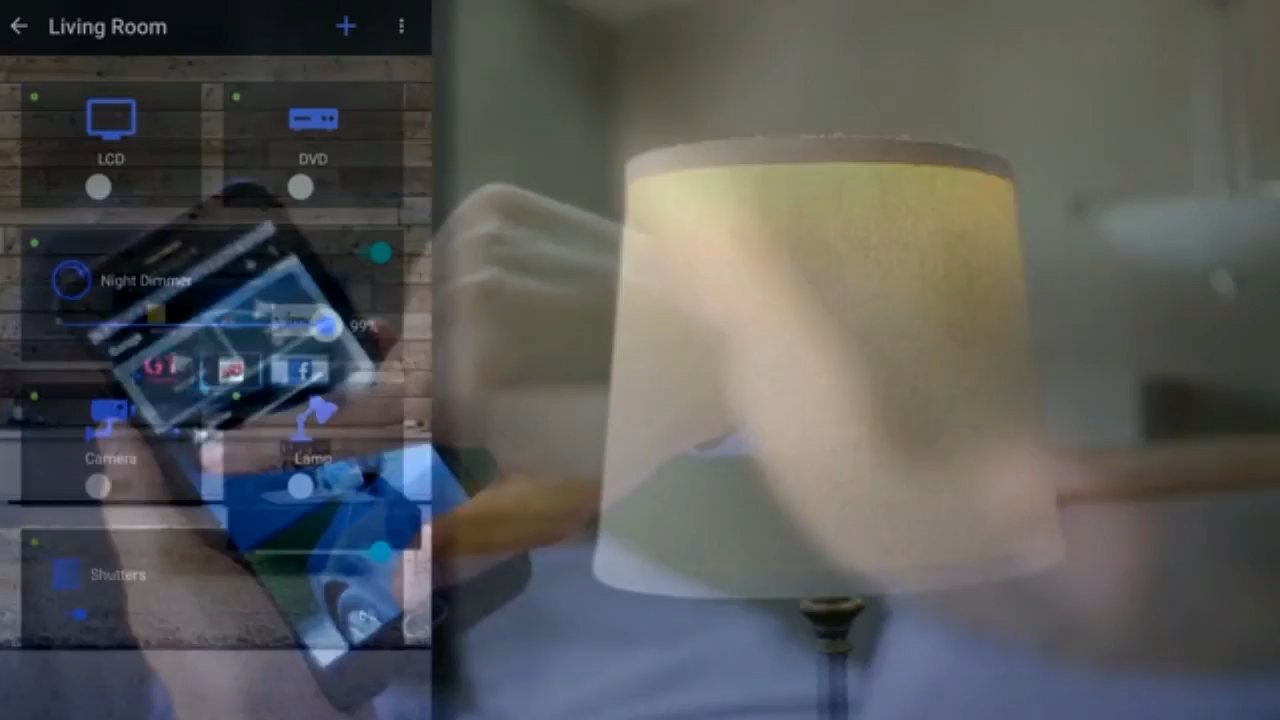 Living Room
LCD
DVD
Night Dimmer
99%
Camera
Lamp
Shutters